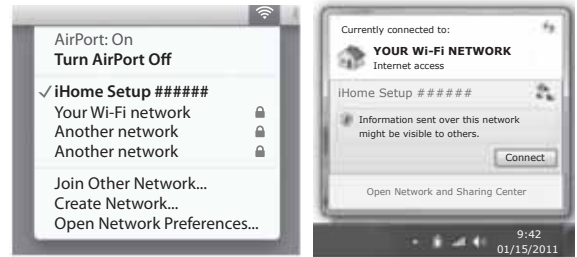 AirPort: On
Turn AirPort Off
✓ iHome Setup ######
Your Wi-Fi network
Another network
Another network
Join Other Network...
Create Network...
Open Network Preferences...
Currently connected to:
YOUR Wi-Fi NETWORK
Internet access
iHome Setup ######
Information sent over this network
might be visible to others.
Connect
Open Network and Sharing Center
9:42
01/15/2011